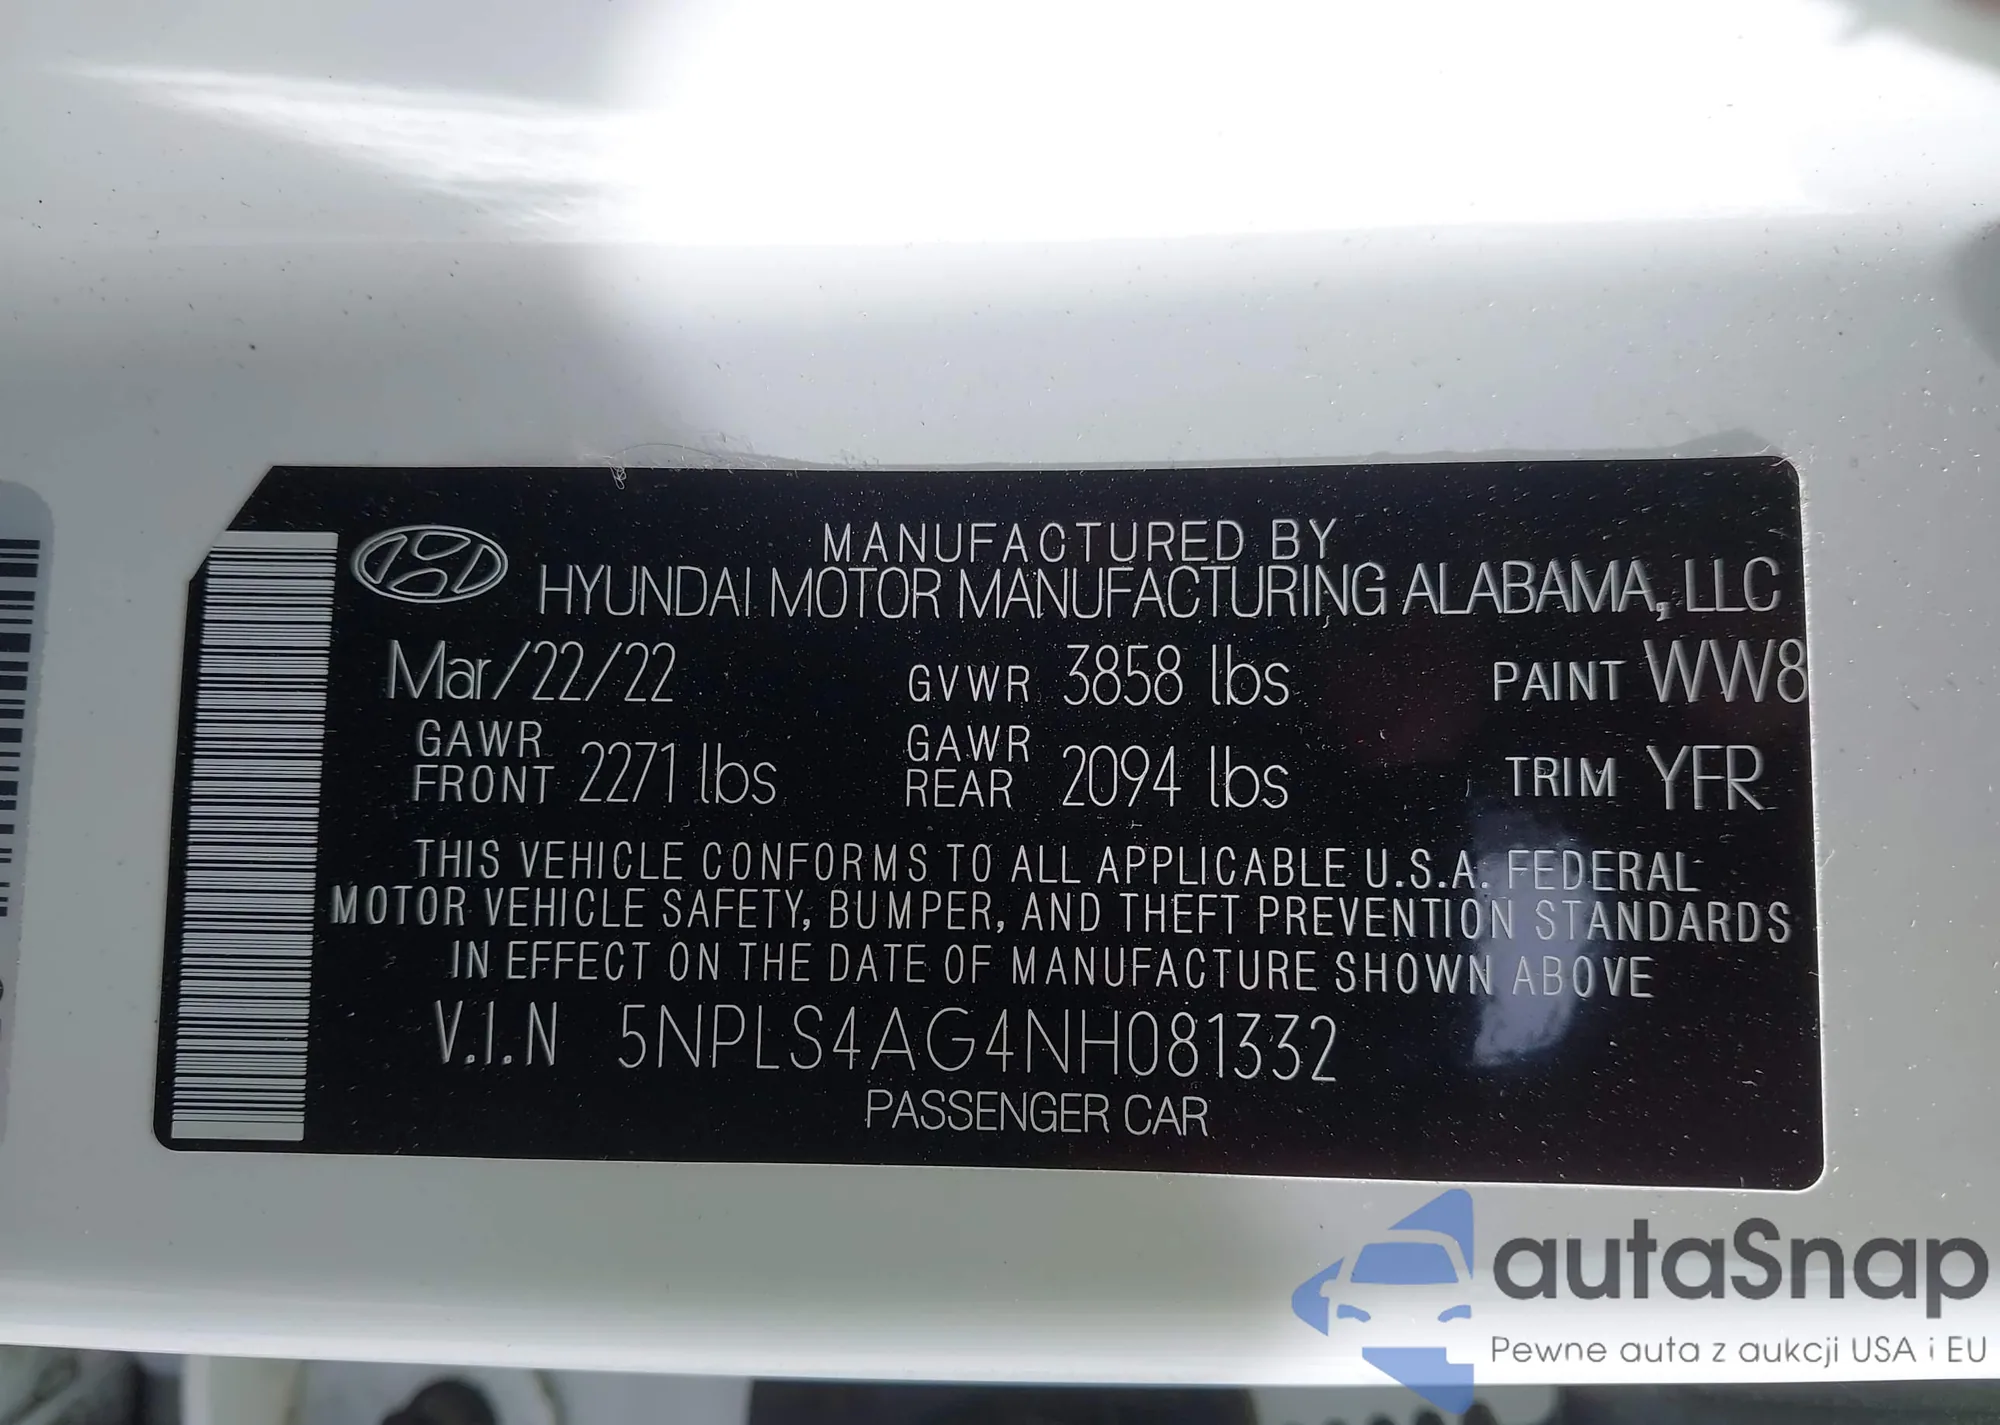 MANUFACTURED BY
HYUNDAI MOTOR MANUFACTURING ALABAMA, LLC
Mar/22/22 GVWR 3858 lbs PAINT WW8
GAWR FRONT 2271 lbs GAWR REAR 2094 lbs TRIM YFR
THIS VEHICLE CONFORMS TO ALL APPLICABLE U.S.A. FEDERAL
MOTOR VEHICLE SAFETY, BUMPER, AND THEFT PREVENTION STANDARDS
IN EFFECT ON THE DATE OF MANUFACTURE SHOWN ABOVE
V.I.N 5NPLS4AG4NH081332
PASSENGER CAR
autaSnap
Pewne auta z aukcji USA i EU